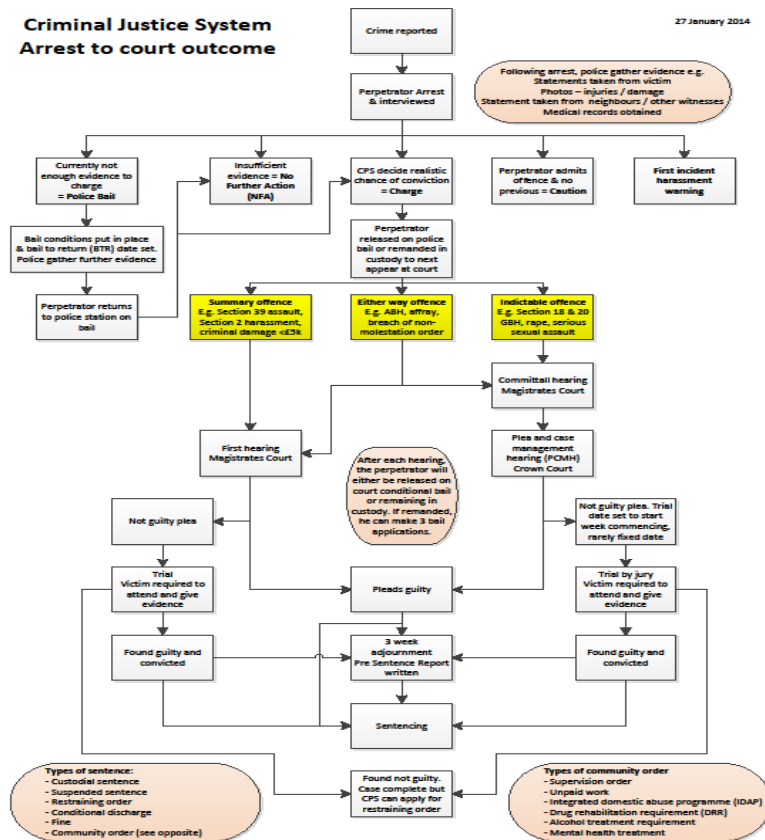 Criminal Justice System
Arrest to court outcome
27 January 2014
Crime reported
Perpetrator Arrest
& interviewed
Following arrest, police gather evidence e.g.
Statements taken from victim
Photos – injuries / damage
Statement taken from neighbours / other witnesses
Medical records obtained
Currently not
enough evidence to
charge
= Police Bail
Insufficient
evidence = No
Further Action
(NFA)
CPS decide realistic
chance of conviction
= Charge
Perpetrator admits
offence & no
previous = Caution
First incident
harassment
warning
Bail conditions put in place
& bail to return (BTR) date set.
Police gather further evidence
Perpetrator
released on police
bail or remanded in
custody to next
appear at court
Perpetrator returns
to police station on
bail
Summary offence
E.g. Section 39 assault,
Section 2 harassment,
criminal damage <£5k
Either way offence
E.g. ABH, affray,
breach of non-
molestation order
Indictable offence
E.g. Section 18 & 20
GBH, rape, serious
sexual assault
Committall hearing
Magistrates Court
First hearing
Magistrates Court
After each hearing,
the perpetrator will
either be released on
court conditional bail
or remaining in
custody. If remanded,
he can make 3 bail
applications.
Plea and case
management
hearing (PCMH)
Crown Court
Not guilty plea
Not guilty plea. Trial
date set to start
week commencing,
rarely fixed date
Trial
Victim required to
attend and give
evidence
Pleads guilty
Trial by jury
Victim required to
attend and give
evidence
Found guilty and
convicted
3 week
adjournment
Pre Sentence Report
written
Found guilty and
convicted
Sentencing
Types of sentence:
- Custodial sentence
- Suspended sentence
- Restraining order
- Conditional discharge
- Fine
- Community order (see opposite)
Found not guilty.
Case complete but
CPS can apply for
restraining order
Types of community order
- Supervision order
- Unpaid work
- Integrated domestic abuse programme (IDAP)
- Drug rehabilitation requirement (DRR)
- Alcohol treatment requirement
- Mental health treatment